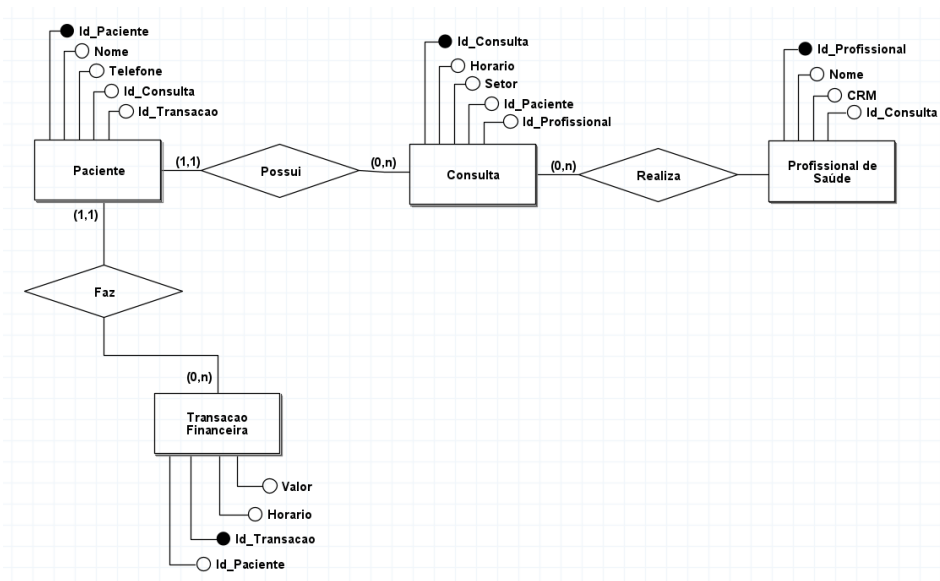 Id_Paciente
Nome
Telefone
Id_Consulta
Id_Transacao
Paciente
(1,1)
Possui
(0,n)
Id_Consulta
Horario
Setor
Id_Paciente
Id_Profissional
Consulta
(0,n)
Realiza
Id_Profissional
Nome
CRM
Id_Consulta
Profissional de
Saúde
(1,1)
Faz
(0,n)
Transacao
Financeira
Valor
Horario
Id_Transacao
Id_Paciente